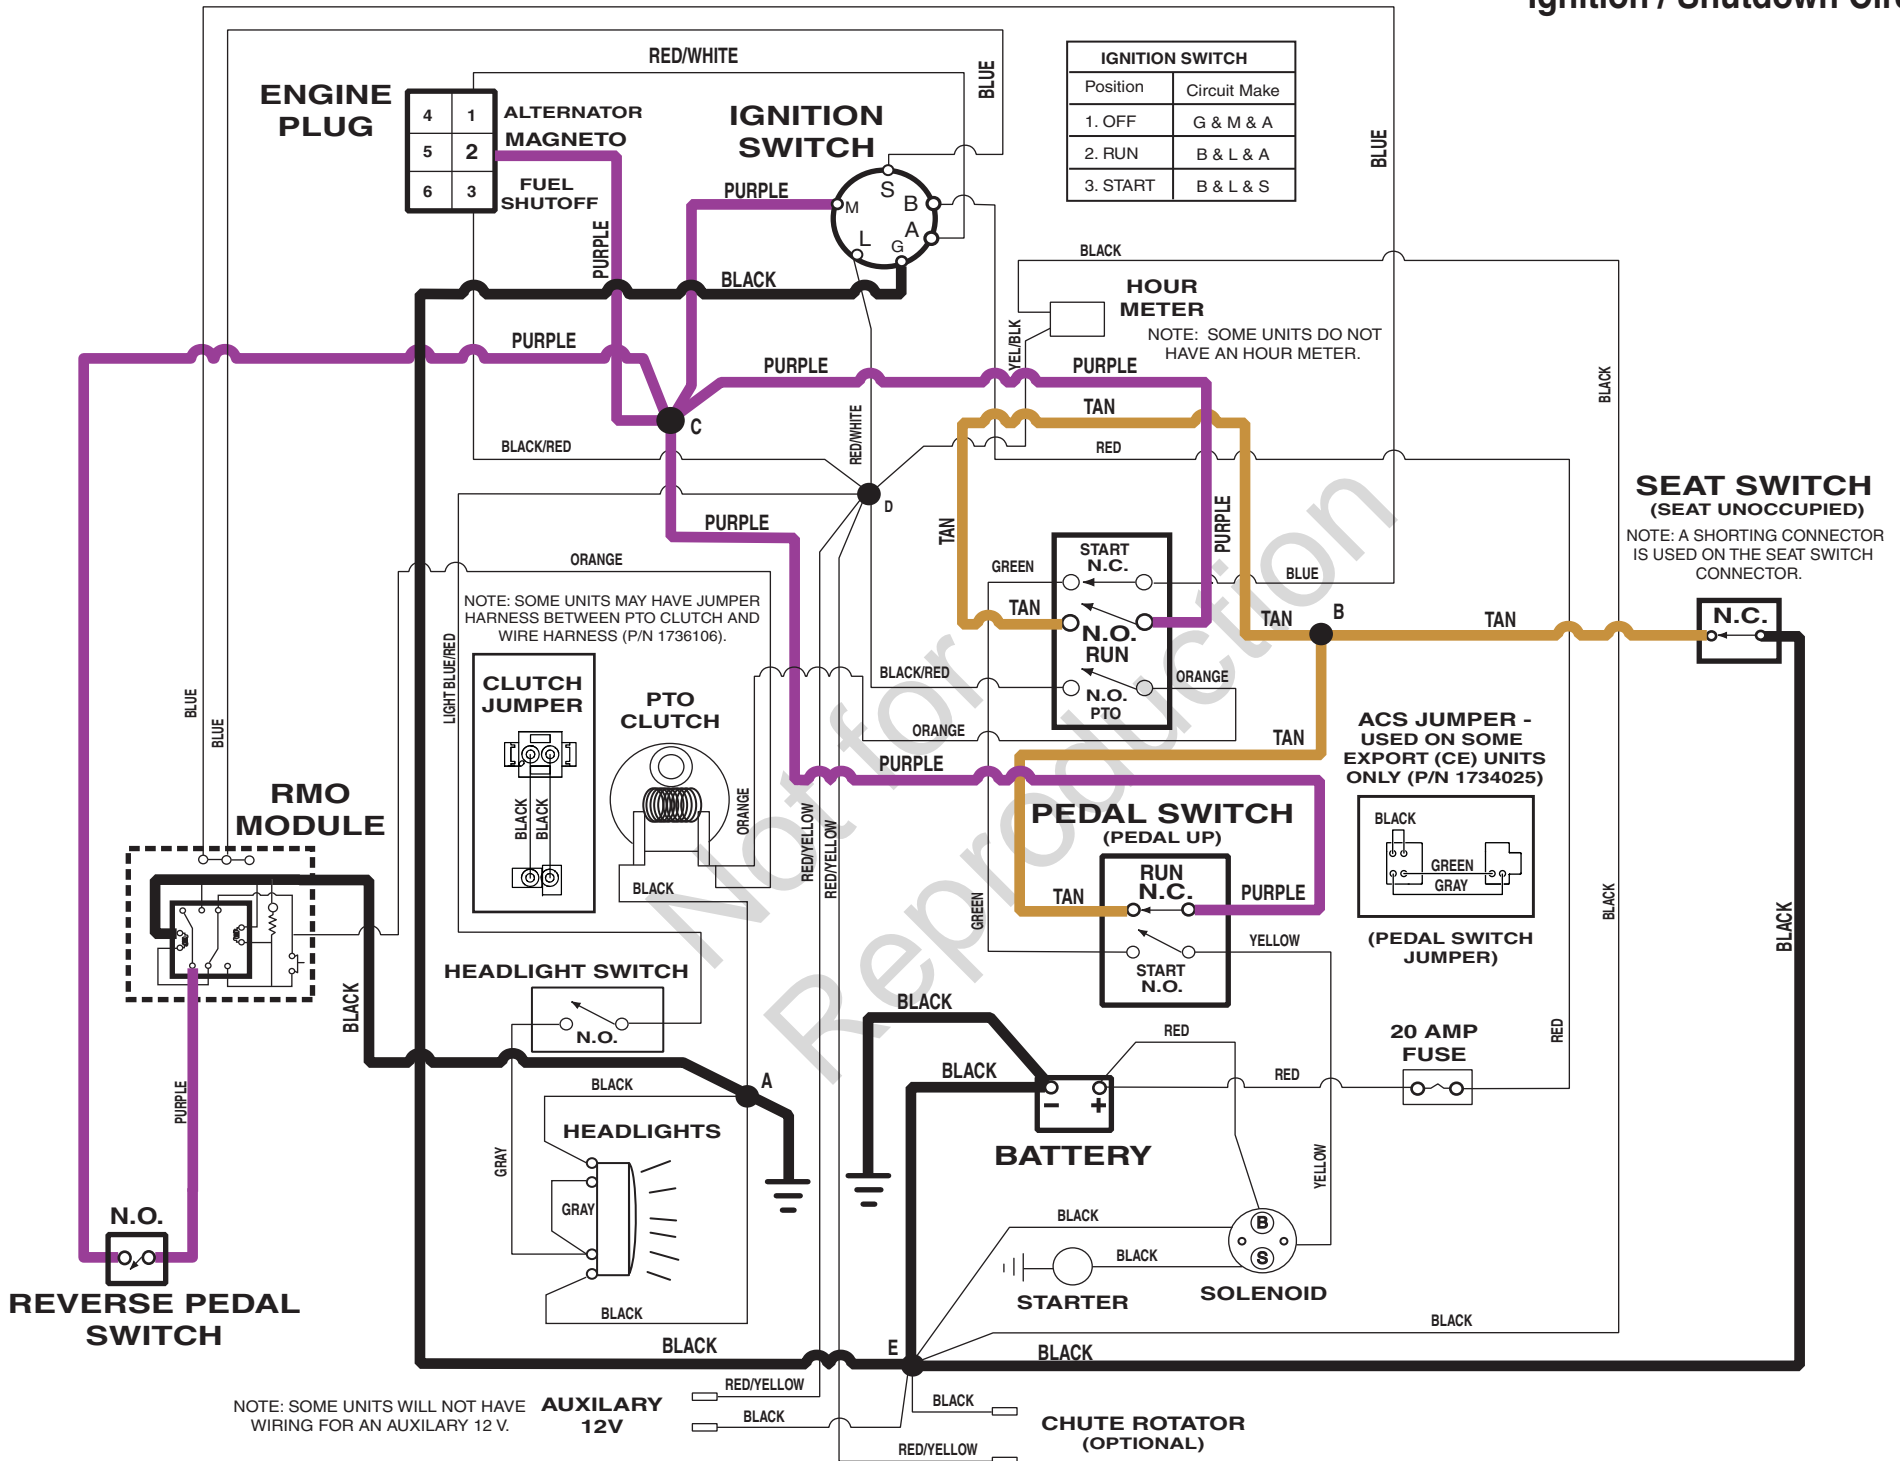 Ignition / Shutdown Circ
RED/WHITE
BLUE
BLUE
ENGINE
PLUG
4 1
5 2
6 3
ALTERNATOR
MAGNETO
FUEL
SHUTOFF
IGNITION
SWITCH
S
B
A
G
L
M
IGNITION SWITCH
Position Circuit Make
1. OFF G & M & A
2. RUN B & L & A
3. START B & L & S
PURPLE
PURPLE
BLACK
PURPLE
BLACK
HOUR
METER
NOTE: SOME UNITS DO NOT
HAVE AN HOUR METER.
YEL/BLK
PURPLE
PURPLE
BLACK
TAN
C
RED/WHITE
BLACK/RED
RED
D
SEAT SWITCH
(SEAT UNOCCUPIED)
NOTE: A SHORTING CONNECTOR
IS USED ON THE SEAT SWITCH
CONNECTOR.
N.C.
PURPLE
TAN
PURPLE
ORANGE
GREEN
START
N.C.
BLUE
TAN
N.O.
RUN
TAN
B
TAN
BLACK/RED
N.O.
PTO
ORANGE
NOTE: SOME UNITS MAY HAVE JUMPER
HARNESS BETWEEN PTO CLUTCH AND
WIRE HARNESS (P/N 1736106).
LIGHT BLUE/RED
CLUTCH
JUMPER
BLACK
BLACK
PTO
CLUTCH
ORANGE
ORANGE
BLACK
BLUE
BLUE
TAN
PURPLE
ACS JUMPER -
USED ON SOME
EXPORT (CE) UNITS
ONLY (P/N 1734025)
BLACK
GREEN
GRAY
(PEDAL SWITCH
JUMPER)
RMO
MODULE
RED/YELLOW
RED/YELLOW
PEDAL SWITCH
(PEDAL UP)
RUN
N.C.
TAN
PURPLE
GREEN
YELLOW
START
N.O.
BLACK
BLACK
HEADLIGHT SWITCH
N.O.
BLACK
BLACK
BLACK
RED
20 AMP
FUSE
RED
RED
PURPLE
BLACK
A
HEADLIGHTS
GRAY
GRAY
BLACK
- +
BATTERY
YELLOW
BLACK
B
S
BLACK
SOLENOID
STARTER
N.O.
REVERSE PEDAL
SWITCH
BLACK
BLACK
E
BLACK
NOTE: SOME UNITS WILL NOT HAVE
WIRING FOR AN AUXILARY 12 V.
AUXILARY
12V
RED/YELLOW
BLACK
BLACK
CHUTE ROTATOR
(OPTIONAL)
RED/YELLOW
Not for
Reproduction